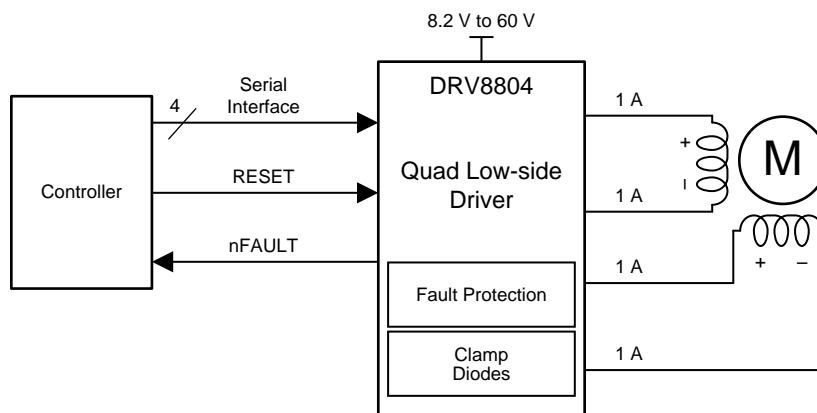 8.2 V to 60 V
DRV8804
Serial
Interface
4
1 A
+
–
M
Controller
RESET
Quad Low-side
Driver
1 A
nFAULT
1 A
+ –
Fault Protection
1 A
Clamp
Diodes